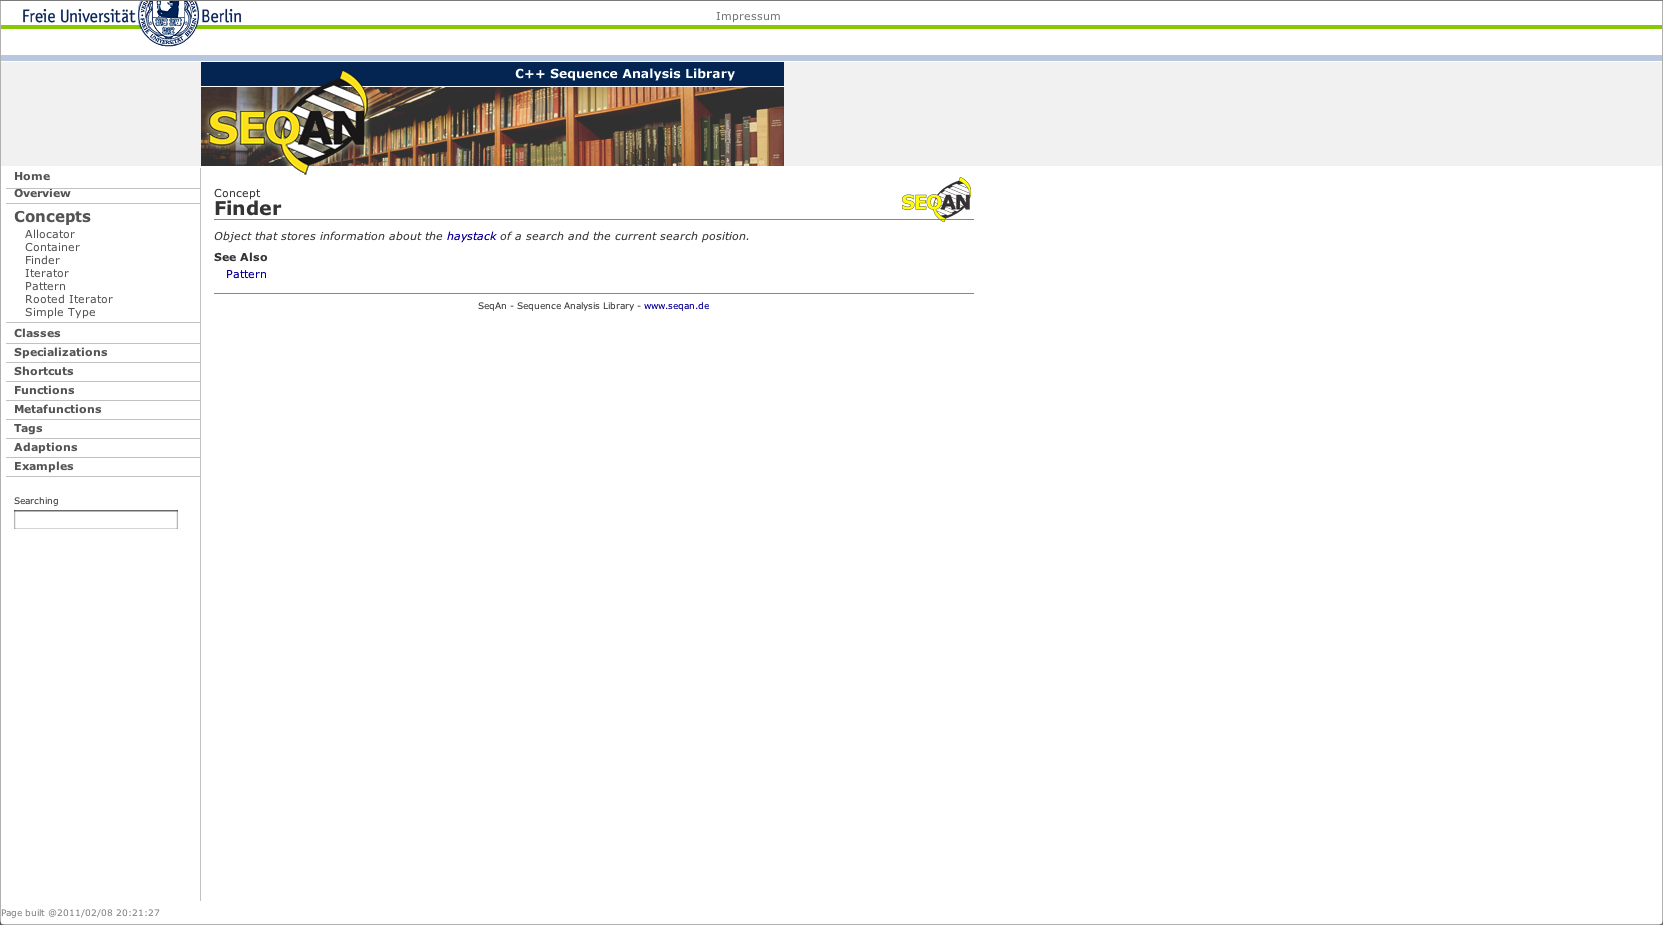 Freie Universität Berlin
Impressum
C++ Sequence Analysis Library
SEQAN
Home
Overview
Concepts
Allocator
Container
Finder
Iterator
Pattern
Rooted Iterator
Simple Type
Classes
Specializations
Shortcuts
Functions
Metafunctions
Tags
Adaptions
Examples
Searching
Concept
Finder
SEQAN
Object that stores information about the haystack of a search and the current search position.
See Also
Pattern
SeqAn - Sequence Analysis Library - www.seqan.de
Page built @2011/02/08 20:21:27